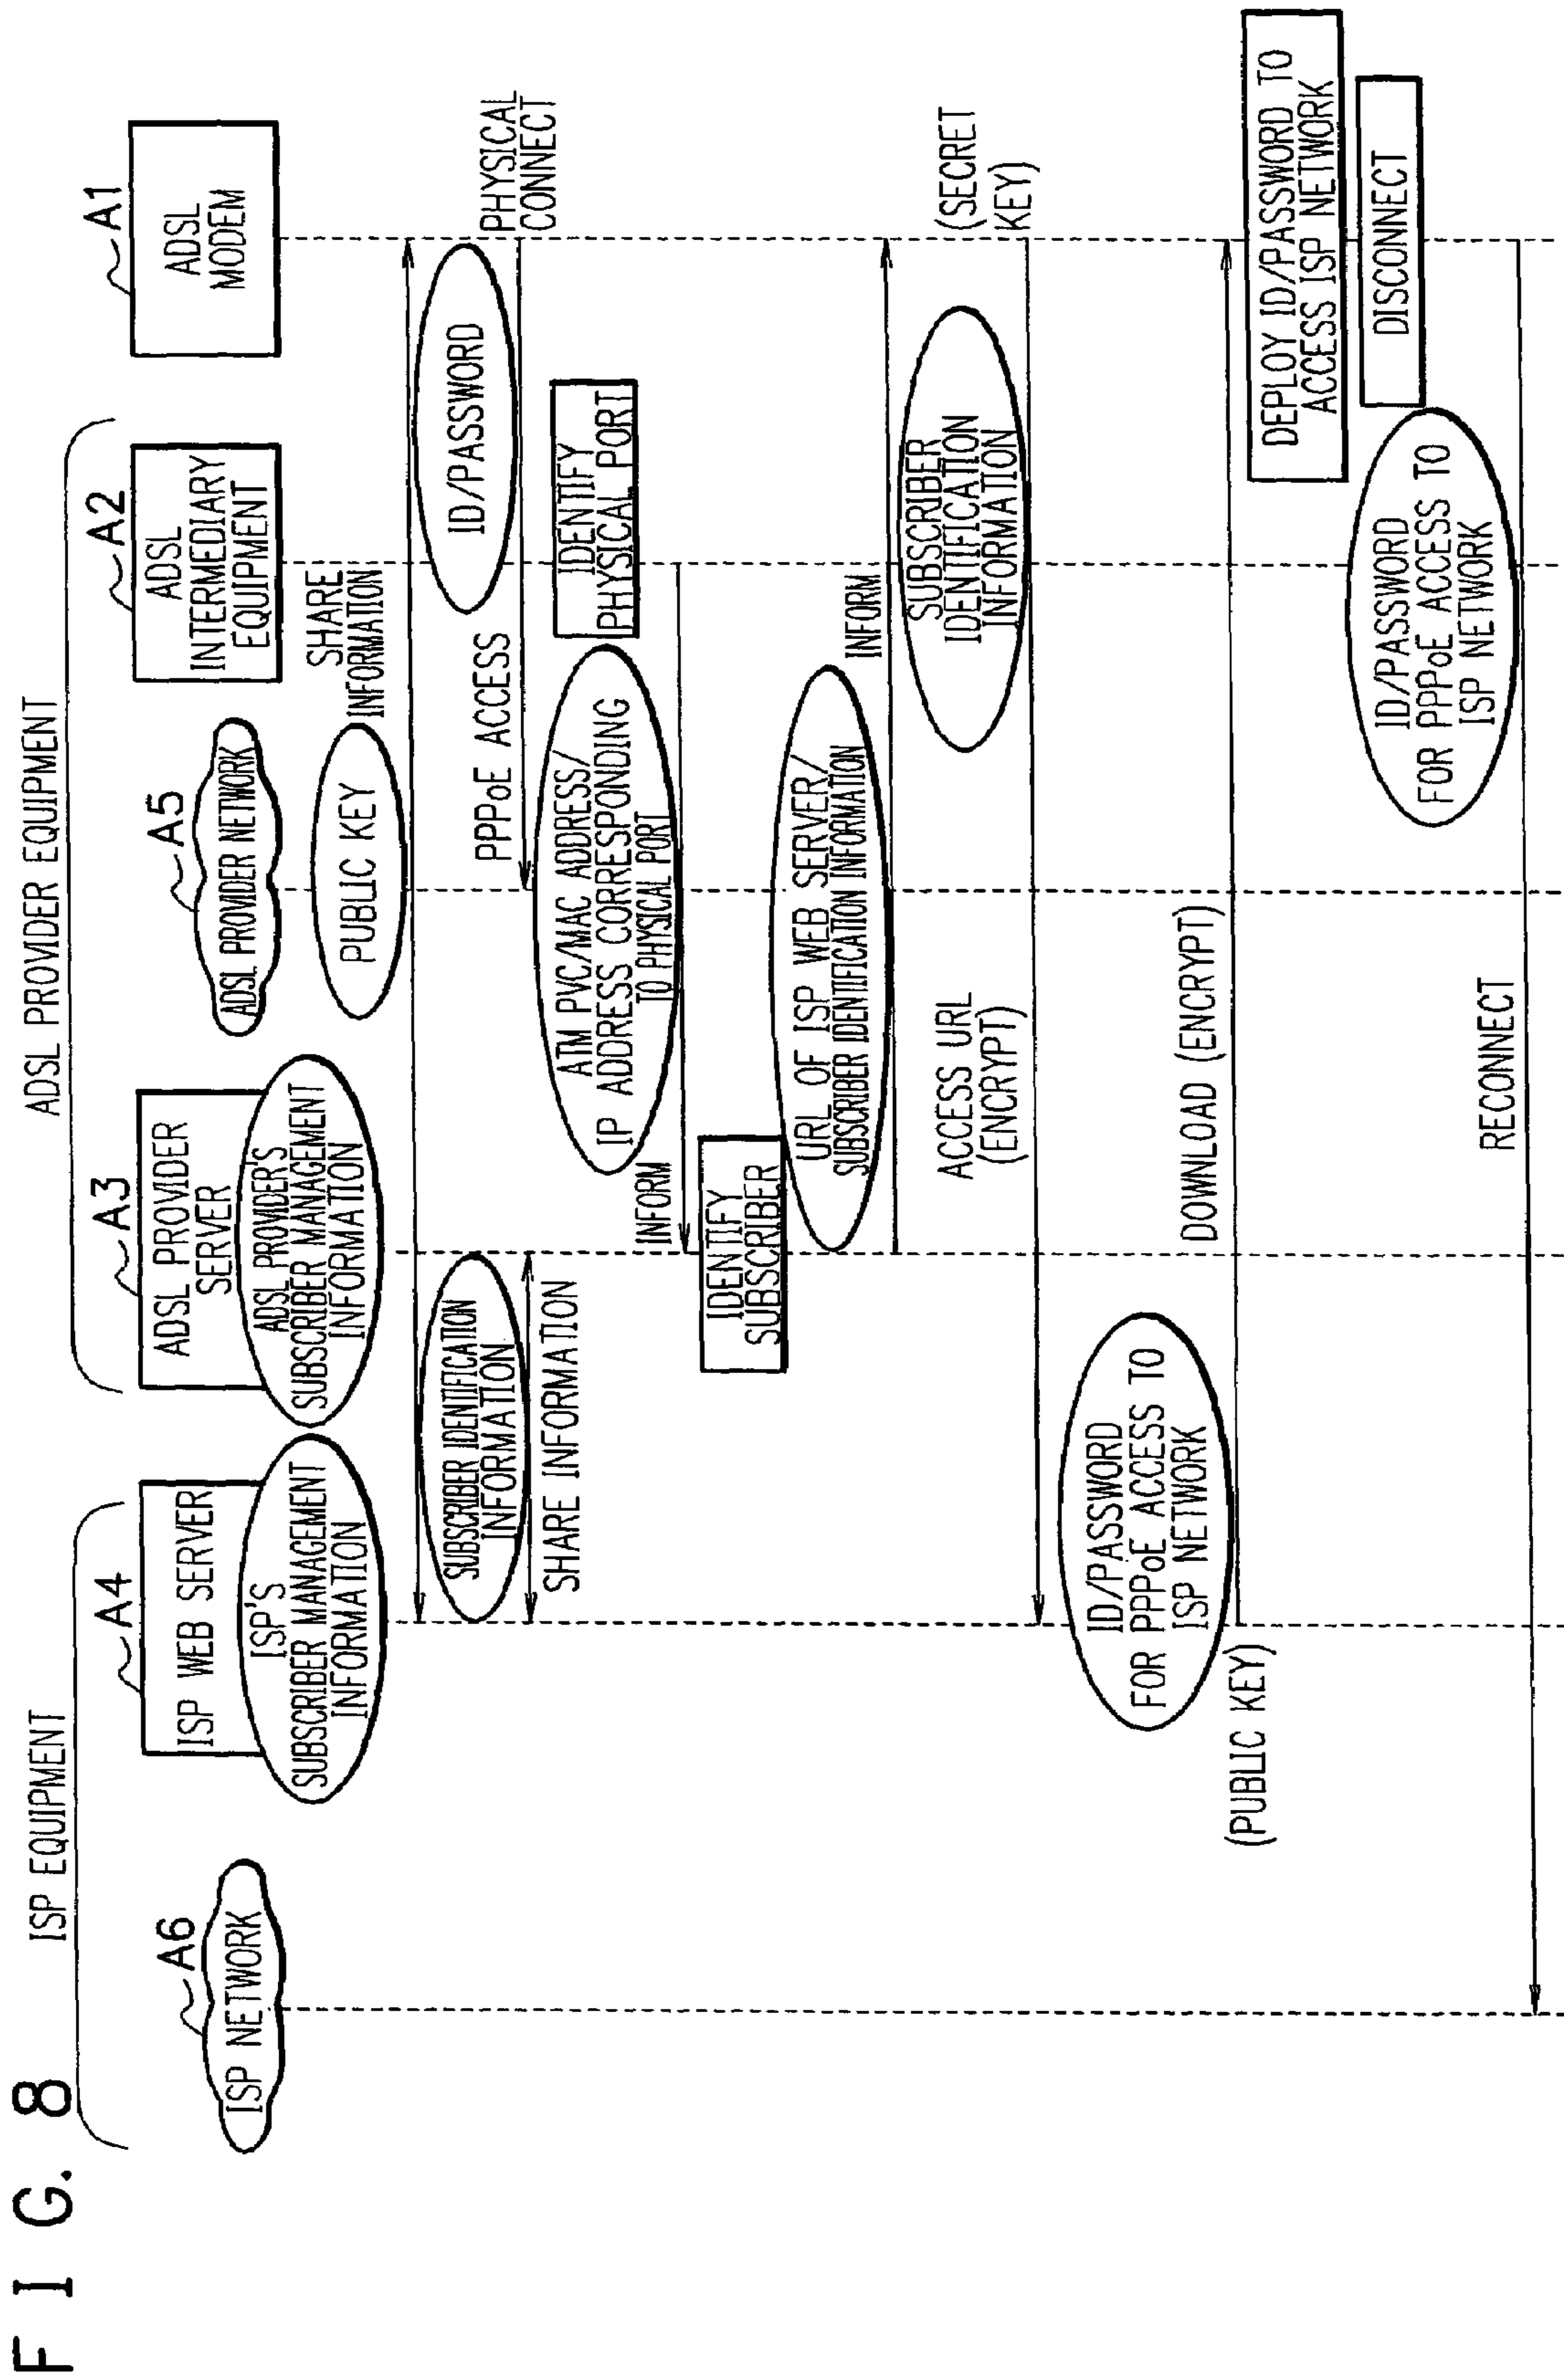 F I G. 8
ISP EQUIPMENT
ADSL PROVIDER EQUIPMENT
A6
ISP NETWORK
A4
ISP WEB SERVER
ISP'S
SUBSCRIBER MANAGEMENT
INFORMATION
A3
ADSL PROVIDER
SERVER
ADSL PROVIDER'S
SUBSCRIBER MANAGEMENT
INFORMATION
A5
ADSL PROVIDER NETWORK
A2
ADSL
INTERMEDIARY
EQUIPMENT
A1
ADSL
MODEM
PUBLIC KEY
SHARE
INFORMATION
SUBSCRIBER IDENTIFICATION
INFORMATION
SHARE INFORMATION
ID/PASSWORD
PPPoE ACCESS
PHYSICAL
CONNECT
IDENTIFY
PHYSICAL PORT
ATM PVC/MAC ADDRESS/
IP ADDRESS CORRESPONDING
TO PHYSICAL PORT
INFORM
IDENTIFY
SUBSCRIBER
URL OF ISP WEB SERVER/
SUBSCRIBER IDENTIFICATION INFORMATION
INFORM
SUBSCRIBER
IDENTIFICATION
INFORMATION
ACCESS URL
(ENCRYPT)
(SECRET
KEY)
ID/PASSWORD
FOR PPPoE ACCESS TO
ISP NETWORK
(PUBLIC KEY)
DOWNLOAD (ENCRYPT)
DEPLOY ID/PASSWORD TO
ACCESS ISP NETWORK
DISCONNECT
ID/PASSWORD
FOR PPPoE ACCESS TO
ISP NETWORK
RECONNECT